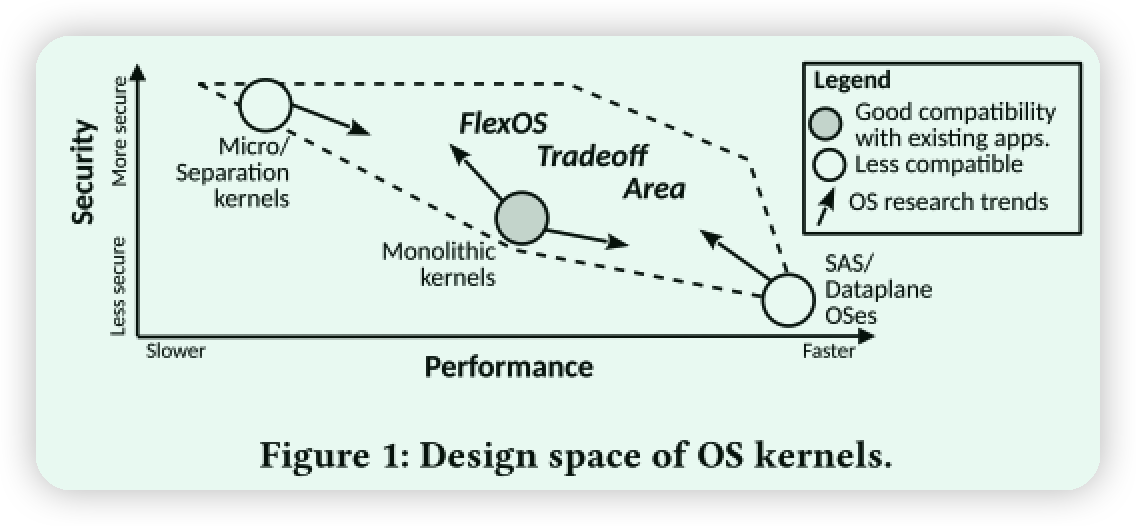 Security
More secure
Less secure
Micro/
Separation
kernels
FlexOS
Tradeoff
Area
Monolithic
kernels
Legend
Good compatibility
with existing apps.
Less compatible
OS research trends
SAS/
Dataplane
OSes
Slower
Performance
Faster
Figure 1: Design space of OS kernels.